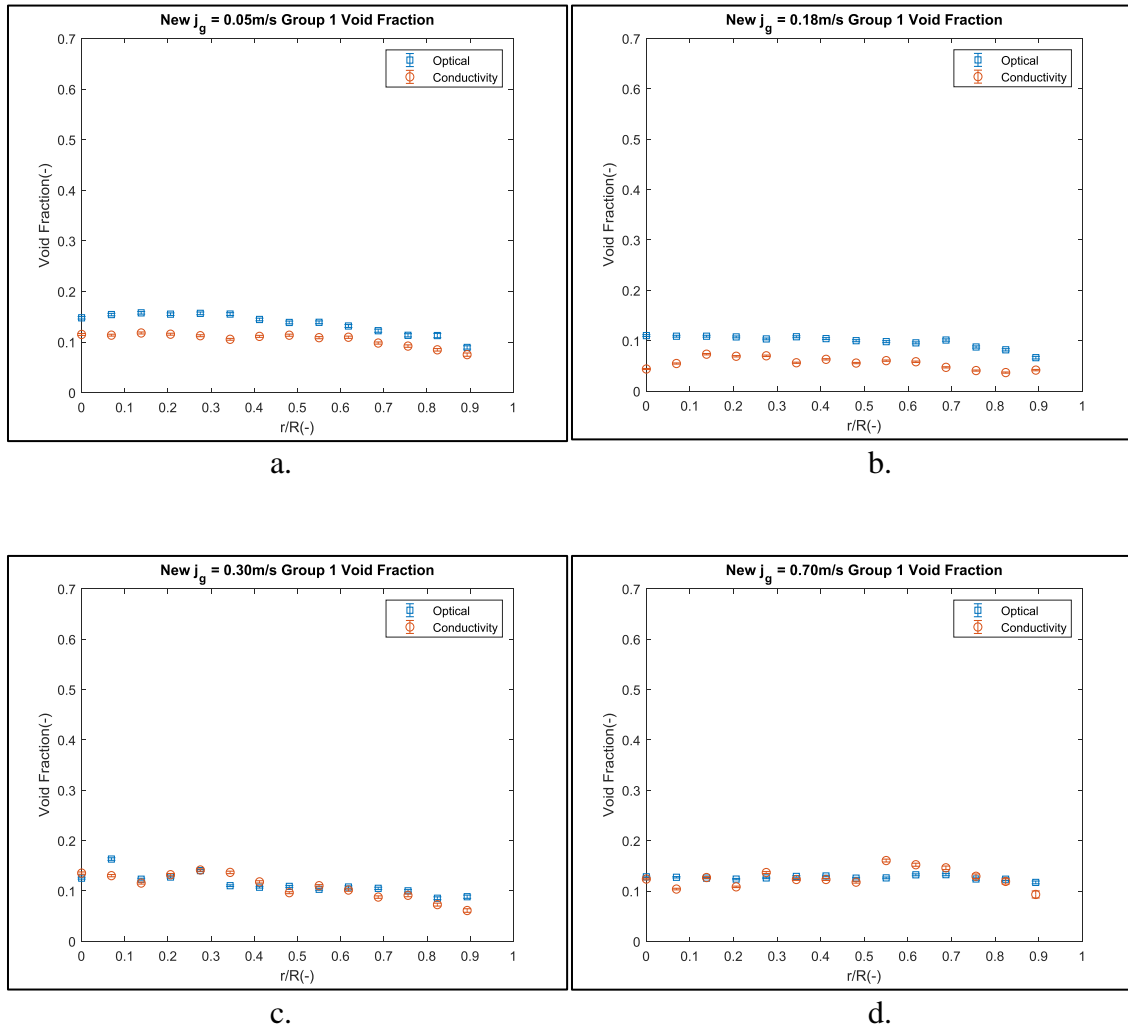 New j_g = 0.05m/s Group 1 Void Fraction
0.7
0.6
0.5
0.4
0.3
0.2
0.1
0
Void Fraction(-)
Optical
Conductivity
0 0.1 0.2 0.3 0.4 0.5 0.6 0.7 0.8 0.9 1
r/R(-)
a.
New j_g = 0.18m/s Group 1 Void Fraction
0.7
0.6
0.5
0.4
0.3
0.2
0.1
0
Void Fraction(-)
Optical
Conductivity
0 0.1 0.2 0.3 0.4 0.5 0.6 0.7 0.8 0.9 1
r/R(-)
b.
New j_g = 0.30m/s Group 1 Void Fraction
0.7
0.6
0.5
0.4
0.3
0.2
0.1
0
Void Fraction(-)
Optical
Conductivity
0 0.1 0.2 0.3 0.4 0.5 0.6 0.7 0.8 0.9 1
r/R(-)
c.
New j_g = 0.70m/s Group 1 Void Fraction
0.7
0.6
0.5
0.4
0.3
0.2
0.1
0
Void Fraction(-)
Optical
Conductivity
0 0.1 0.2 0.3 0.4 0.5 0.6 0.7 0.8 0.9 1
r/R(-)
d.